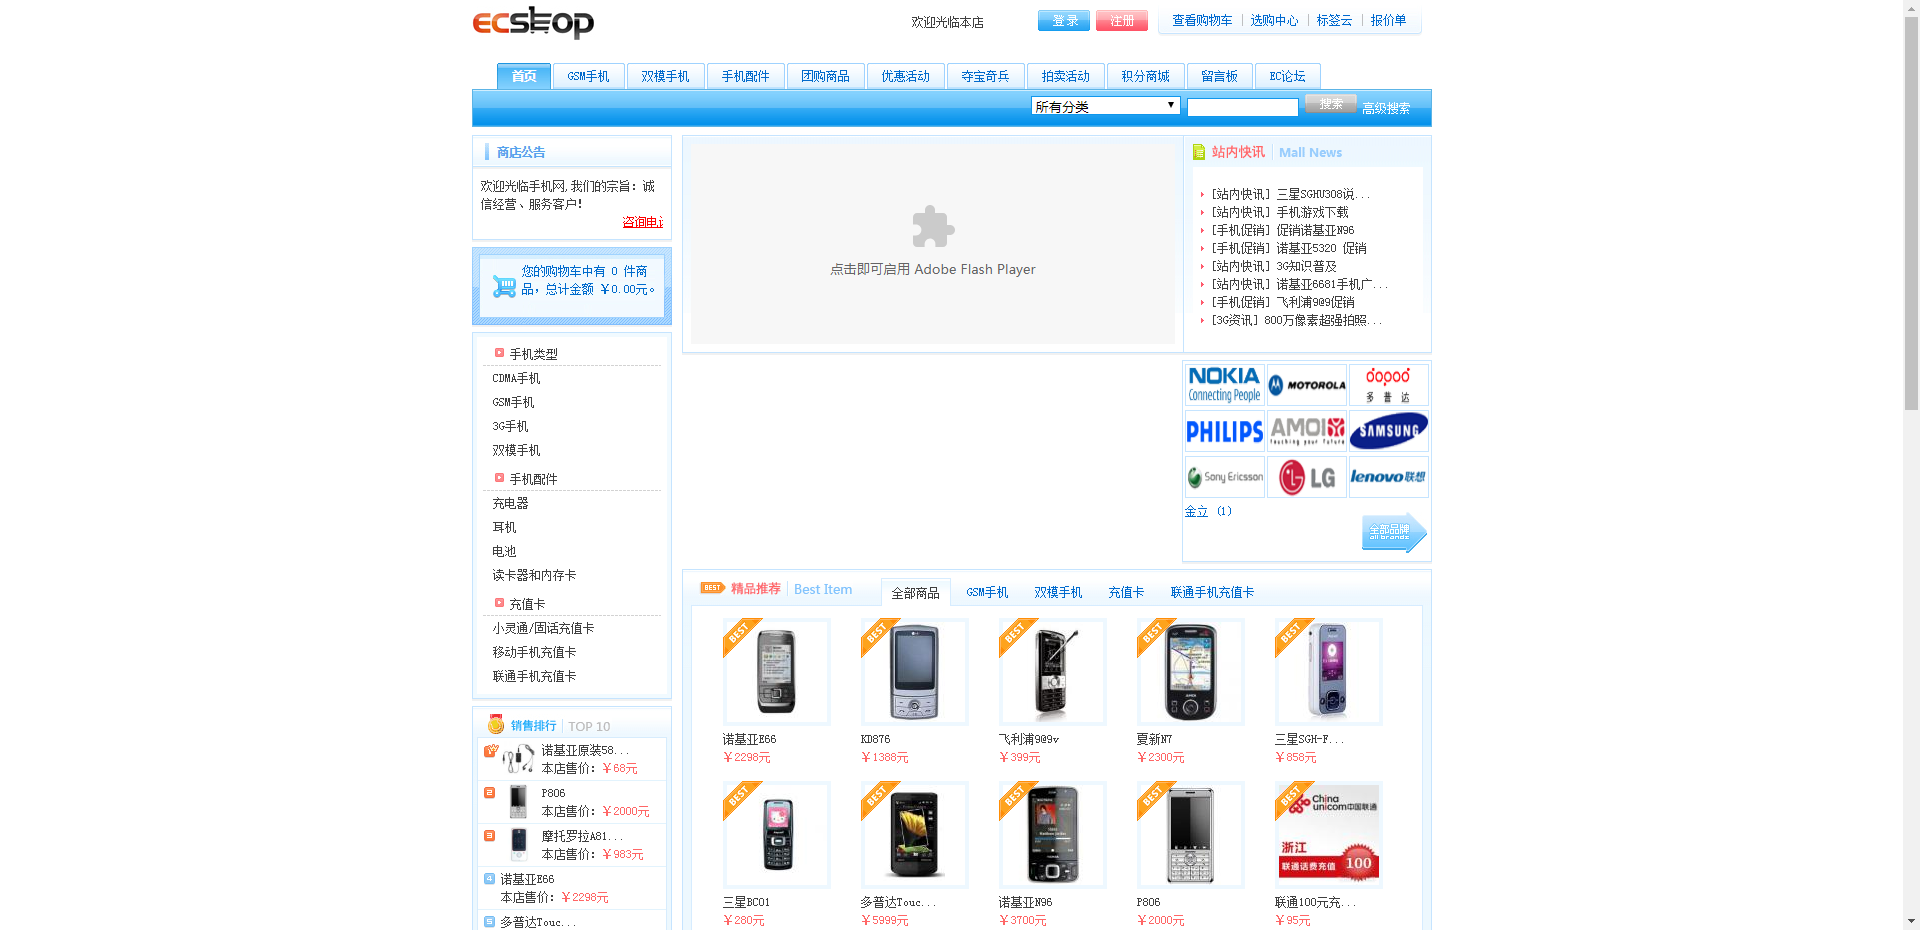 ECSHOP
欢迎光临本店
登录
注册
查看购物车
选购中心
标签云
报价单
首页
GSM手机
双模手机
手机配件
团购商品
优惠活动
夺宝奇兵
拍卖活动
积分商城
留言板
EC论坛
所有分类
搜索
高级搜索
商店公告
欢迎光临手机网,我们的宗旨：诚
信经营、服务客户！
咨询电
您的购物车中有 0 件商
品，总计金额 ￥0.00元。
手机类型
CDMA手机
GSM手机
3G手机
双模手机
手机配件
充电器
耳机
电池
读卡器和内存卡
充值卡
小灵通/固话充值卡
移动手机充值卡
联通手机充值卡
销售排行 TOP 10
诺基亚原装58...
本店售价：￥68元
2
P806
本店售价：￥2000元
3
摩托罗拉A81...
本店售价：￥983元
4
诺基亚E66
本店售价：￥2298元
5
多普达Touc...
点击即可启用 Adobe Flash Player
站内快讯 Mall News
[站内快讯] 三星SGHU308说...
[站内快讯] 手机游戏下载
[手机促销] 促销诺基亚N96
[手机促销] 诺基亚5320 促销
[站内快讯] 3G知识普及
[站内快讯] 诺基亚6681手机广...
[手机促销] 飞利浦9@9促销
[3G资讯] 800万像素超强拍照...
NOKIA
Connecting People
MOTOROLA
dopod
多普达
PHILIPS
AMOI
touching your future
SAMSUNG
Sony Ericsson
LG
lenovo联想
金立 (1)
全部品牌
all brands
BEST
精品推荐 Best Item
全部商品
GSM手机
双模手机
充值卡
联通手机充值卡
BEST
BEST
BEST
BEST
BEST
诺基亚E66
￥2298元
KD876
￥1388元
飞利浦9@9v
￥399元
夏新N7
￥2300元
三星SGH-F...
￥858元
BEST
BEST
BEST
BEST
BEST
China
unicom中国联通
浙江
联通话费充值
100
三星BC01
￥280元
多普达Touc...
￥5999元
诺基亚N96
￥3700元
P806
￥2000元
联通100元充...
￥95元